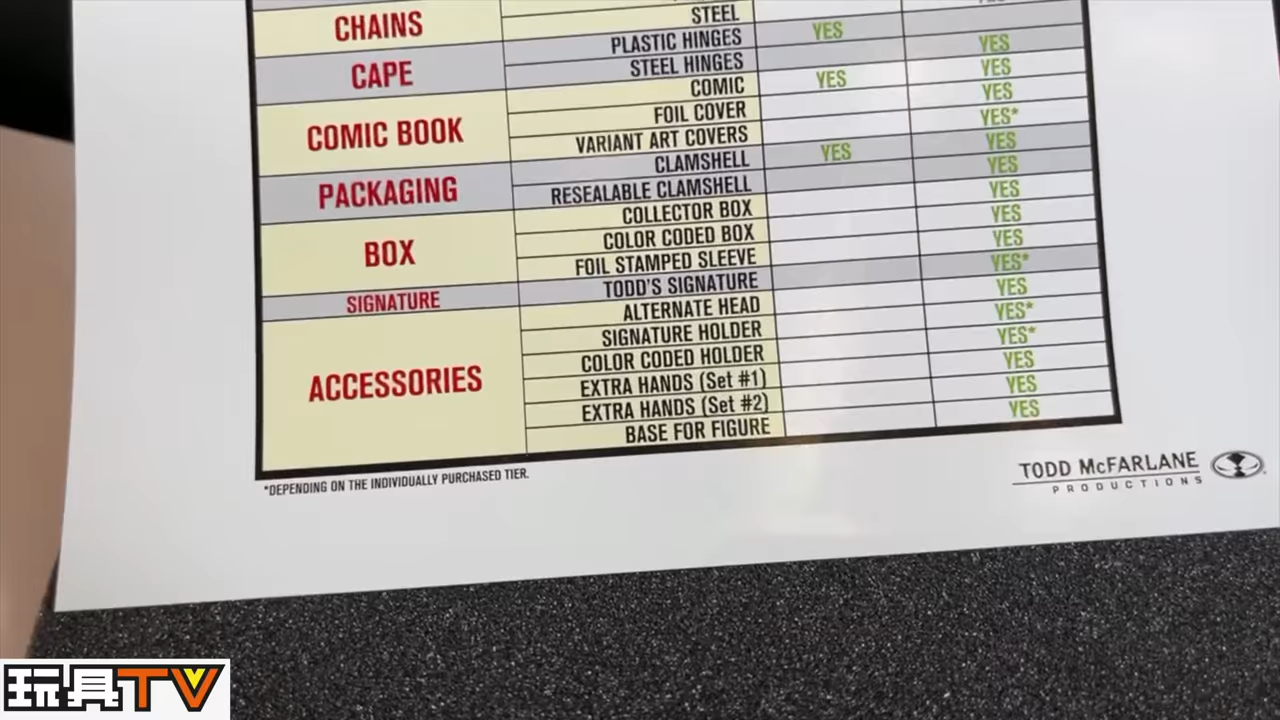 CHAINS
STEEL
CAPE
PLASTIC HINGES YES
STEEL HINGES YES
COMIC BOOK
COMIC YES YES
FOIL COVER YES
VARIANT ART COVERS YES*
PACKAGING
CLAMSHELL YES YES
RESEALABLE CLAMSHELL YES
BOX
COLLECTOR BOX YES
COLOR CODED BOX YES
FOIL STAMPED SLEEVE YES
SIGNATURE
TODD'S SIGNATURE YES*
ACCESSORIES
ALTERNATE HEAD YES
SIGNATURE HOLDER YES*
COLOR CODED HOLDER YES*
EXTRA HANDS (Set #1) YES
EXTRA HANDS (Set #2) YES
BASE FOR FIGURE YES
*DEPENDING ON THE INDIVIDUALLY PURCHASED TIER.
TODD McFARLANE
PRODUCTIONS
玩具TV